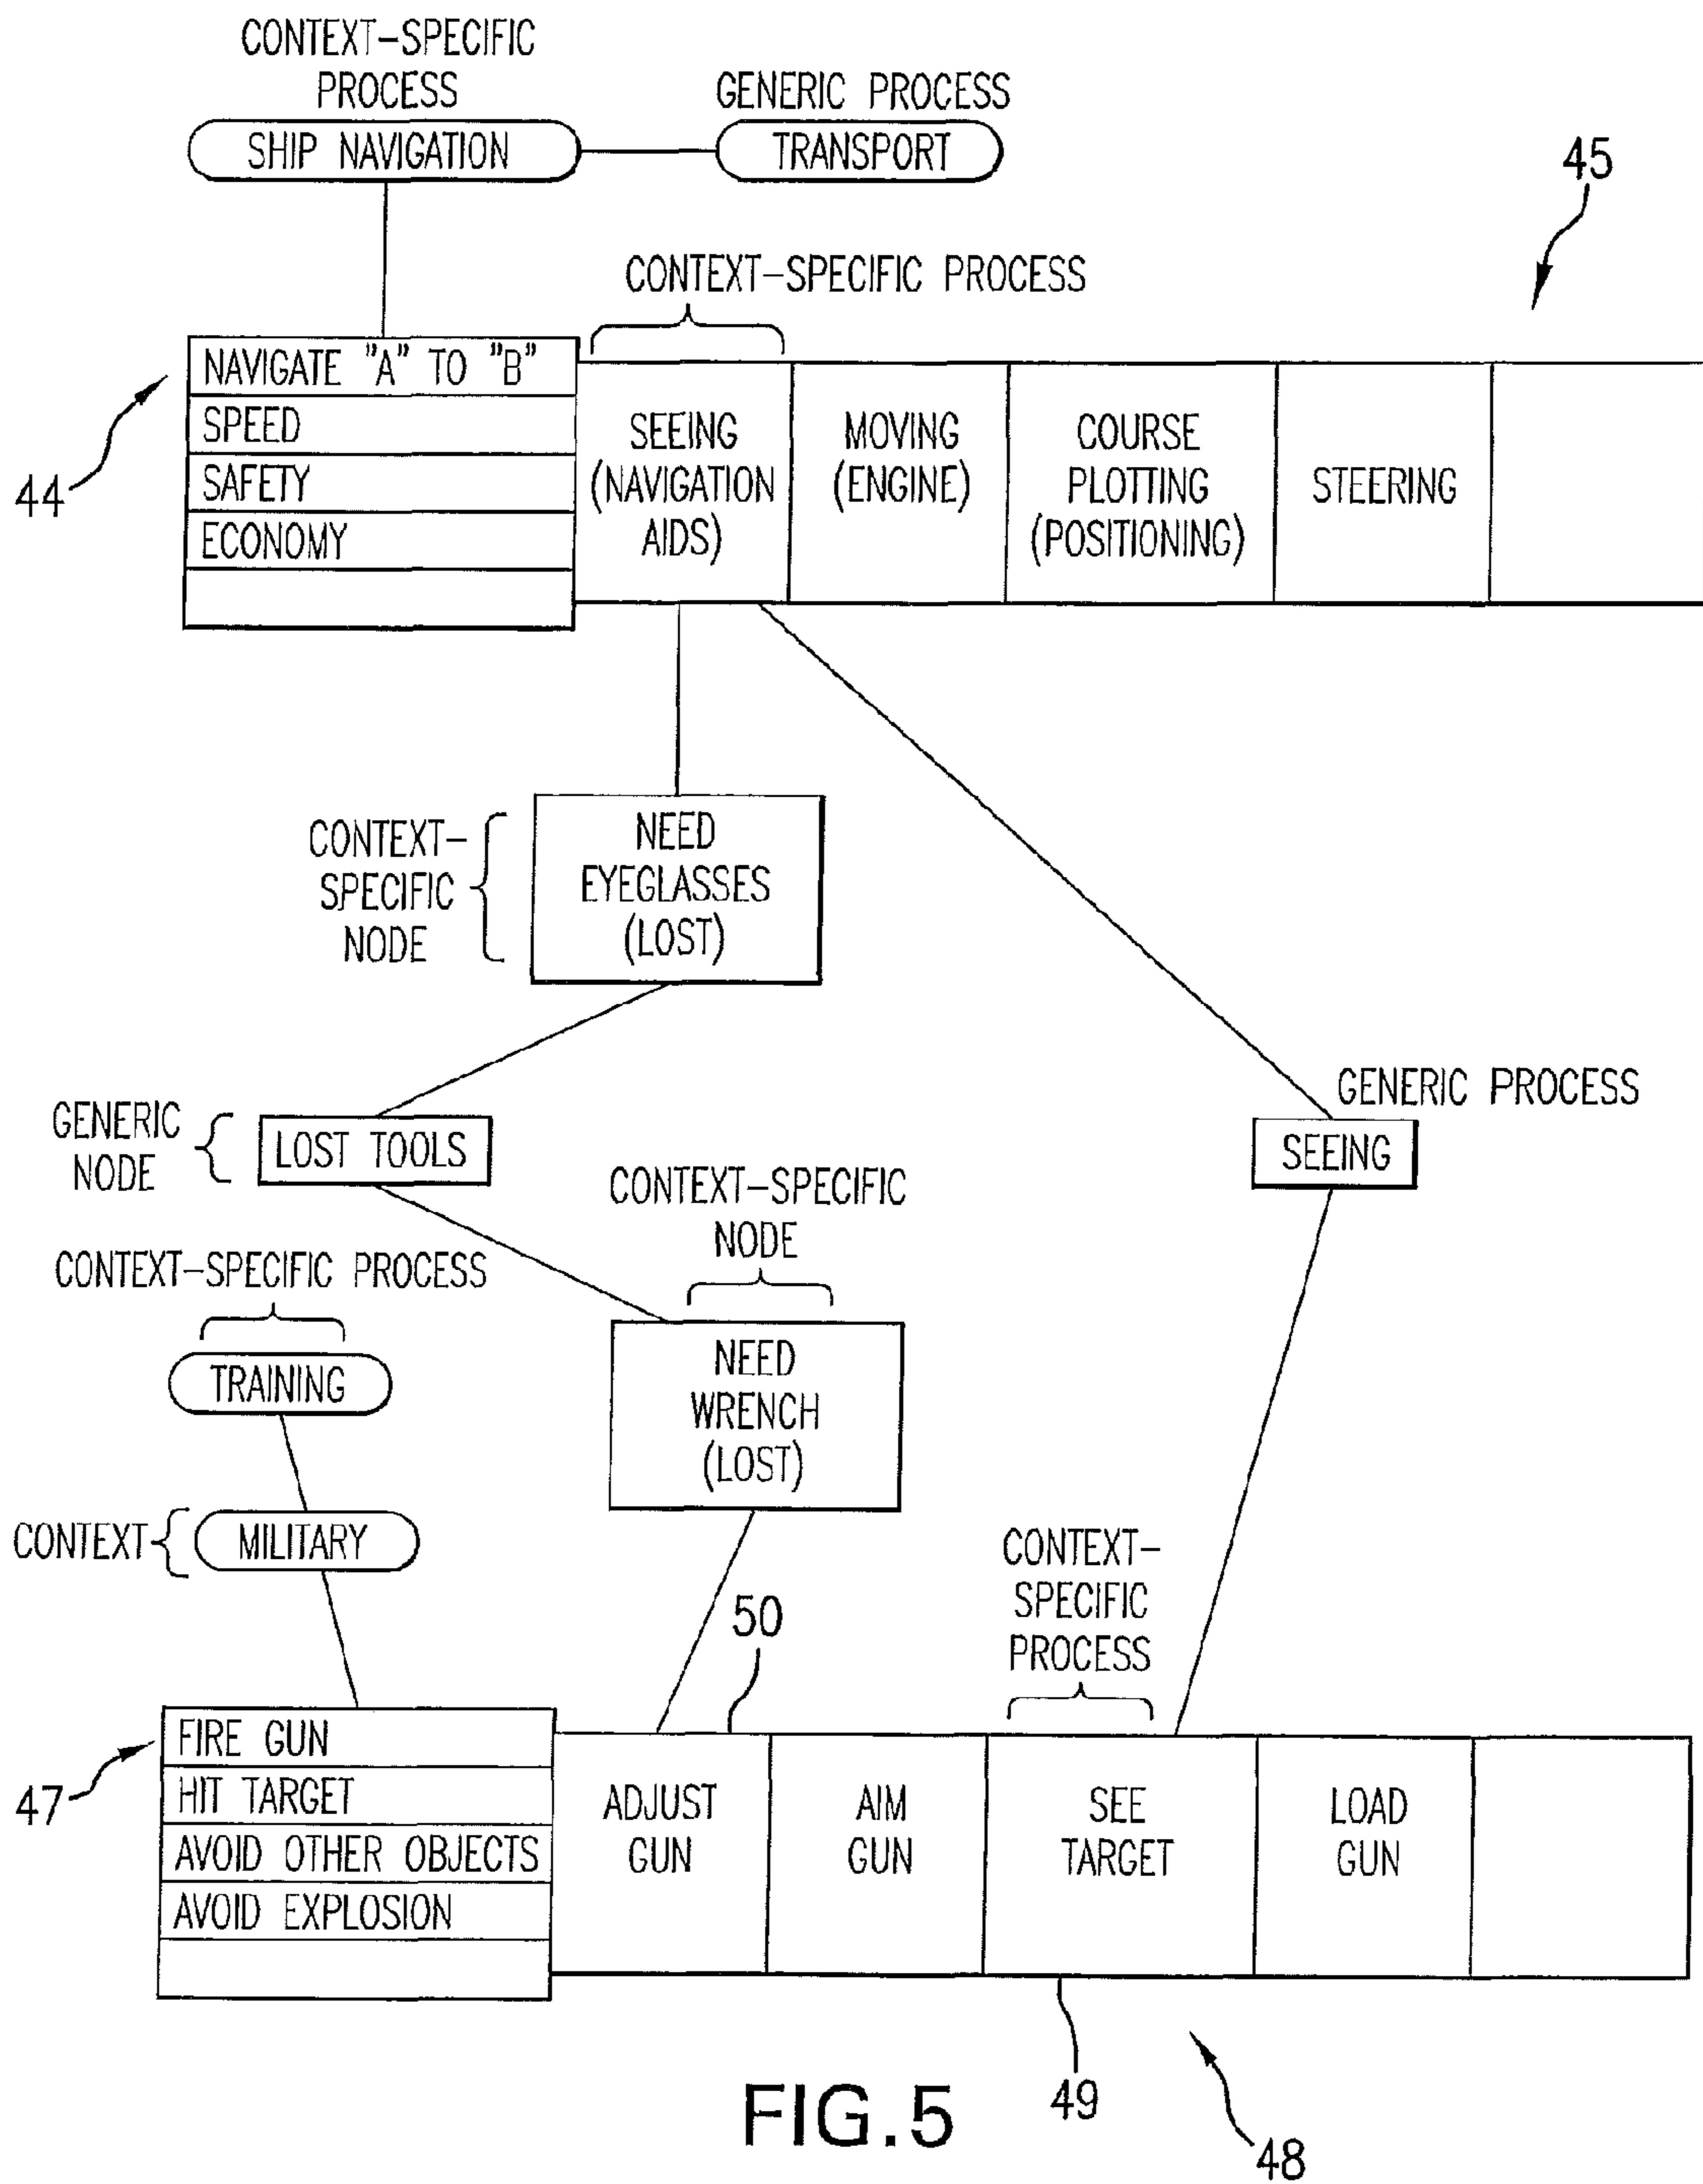 CONTEXT-SPECIFIC
PROCESS
GENERIC PROCESS
SHIP NAVIGATION
TRANSPORT
45
CONTEXT-SPECIFIC PROCESS
44
NAVIGATE "A" TO "B"
SPEED
SAFETY
ECONOMY
SEEING
(NAVIGATION
AIDS)
MOVING
(ENGINE)
COURSE
PLOTTING
(POSITIONING)
STEERING
CONTEXT-
SPECIFIC
NODE
NEED
EYEGLASSES
(LOST)
GENERIC
NODE
LOST TOOLS
GENERIC PROCESS
SEEING
CONTEXT-SPECIFIC
NODE
NEED
WRENCH
(LOST)
CONTEXT-SPECIFIC PROCESS
TRAINING
CONTEXT
MILITARY
50
CONTEXT-
SPECIFIC
PROCESS
47
FIRE GUN
HIT TARGET
AVOID OTHER OBJECTS
AVOID EXPLOSION
ADJUST
GUN
AIM
GUN
SEE
TARGET
LOAD
GUN
49
48
FIG.5